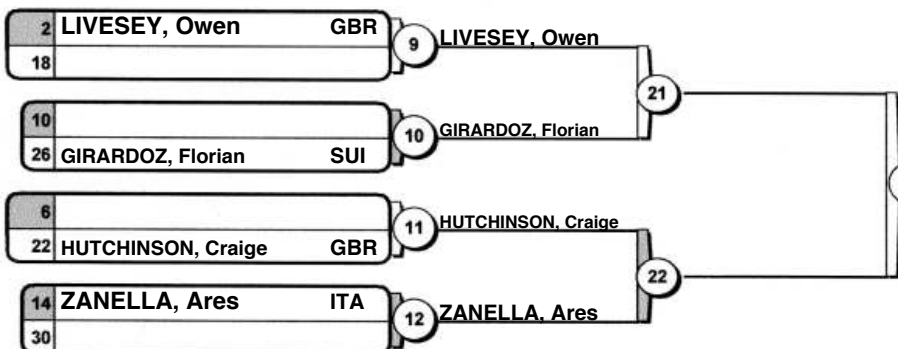 2 LIVESEY, Owen GBR
18
9 LIVESEY, Owen
21
10
26 GIRARDOZ, Florian SUI
10 GIRARDOZ, Florian
6
22 HUTCHINSON, Craige GBR
11 HUTCHINSON, Craige
22
14 ZANELLA, Ares ITA
30
12 ZANELLA, Ares